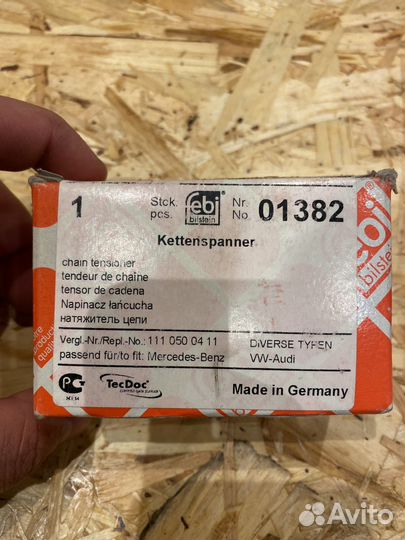 1 Stck. pcs. febi bilstein Nr. No. 01382
Kettenspanner
chain tensioner
tendeur de chaîne
tensor de cadena
Napinacz łańcucha
натяжитель цепи
Vergl.-Nr./Repl.-No.: 111 050 04 11 DIVERSE TYPEN
passend für/to fit: Mercedes-Benz VW-Audi
TecDoc Made in Germany
febi
bilstein
Avito